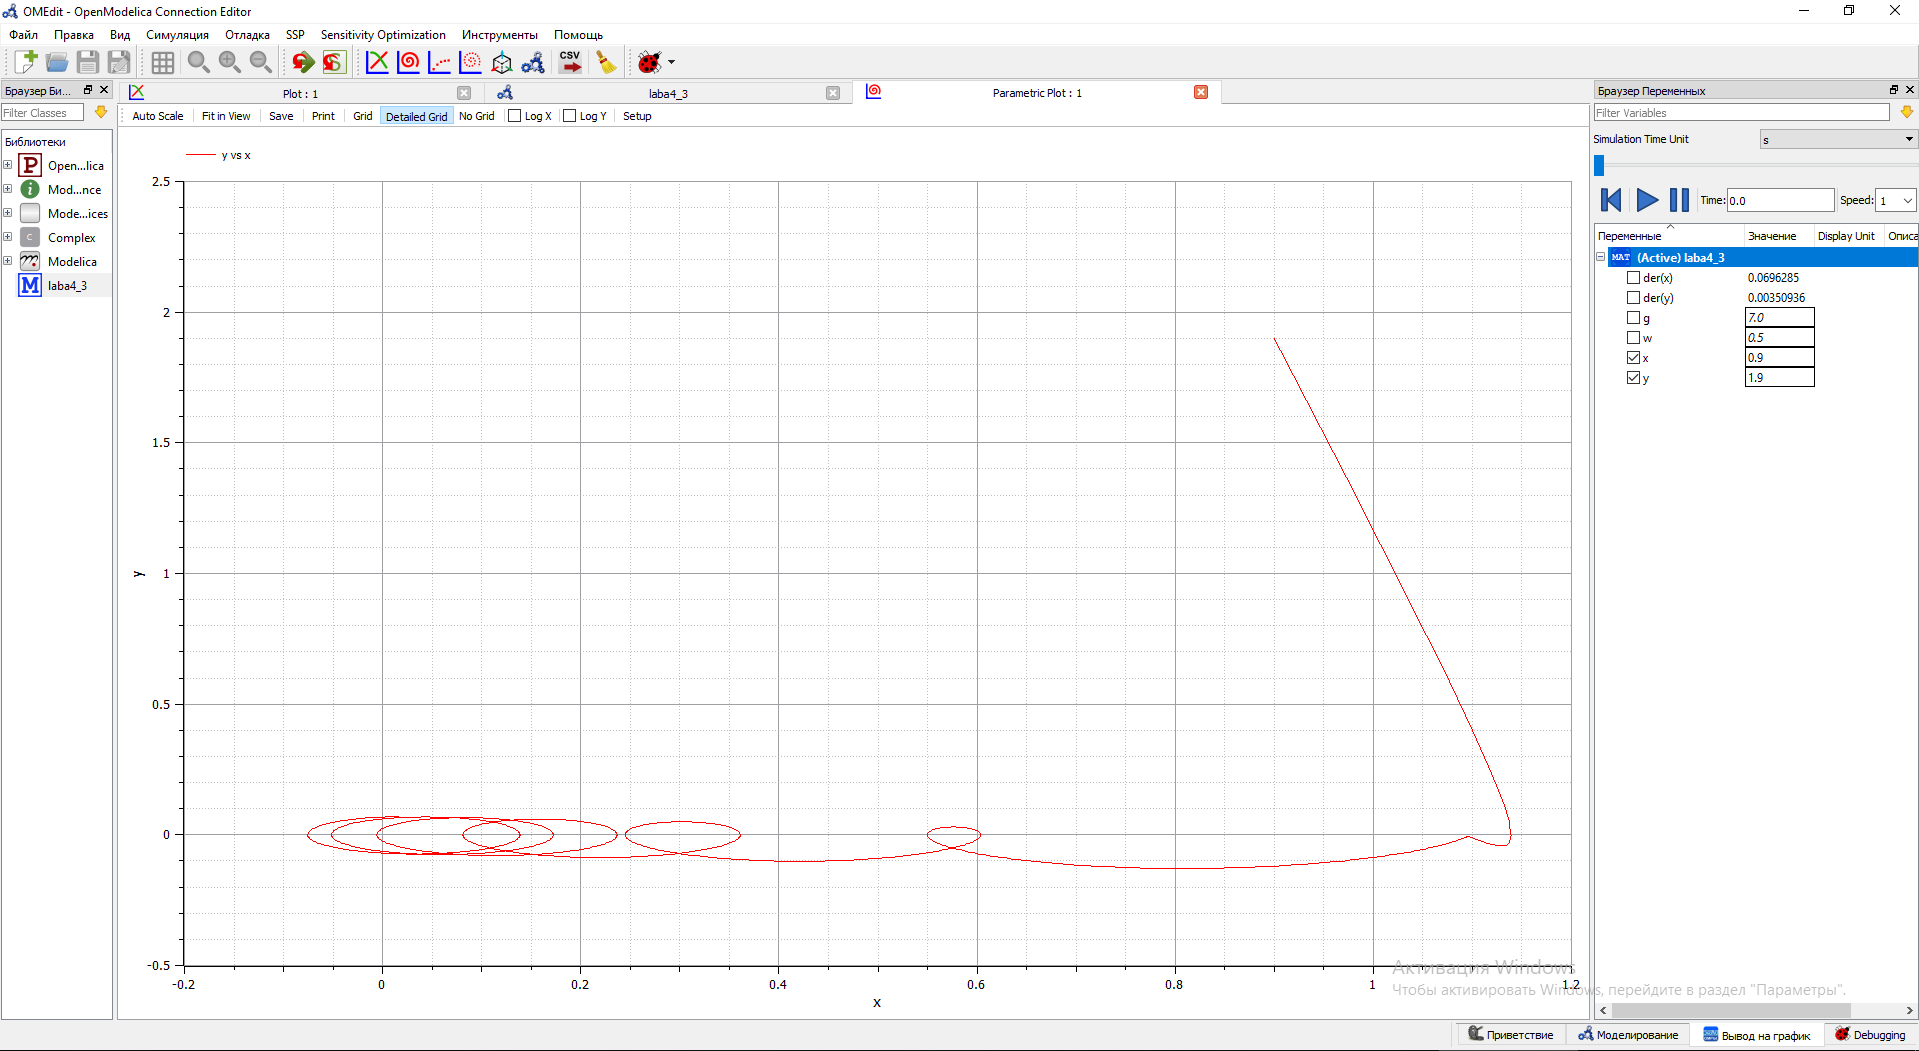 OMEdit - OpenModelica Connection Editor
Файл Правка Вид Симуляция Отладка SSP Sensitivity Optimization Инструменты Помощь
CSV
Браузер Би...
Filter Classes
Библиотеки
P Open...lica
i Mod...nce
Mode...ices
C Complex
Modelica
M laba4_3
Plot : 1
laba4_3
Parametric Plot : 1
Auto Scale Fit in View Save Print Grid Detailed Grid No Grid Log X Log Y Setup
y vs x
2.5
2
1.5
1
0.5
0
-0.5
y
-0.2 0 0.2 0.4 0.6 0.8 1 1.2
x
Браузер Переменных
Filter Variables
Simulation Time Unit s
Time: 0.0 Speed: 1
Переменные Значение Display Unit Описа
MAT (Active) laba4_3
der(x) 0.0696285
der(y) 0.00350936
g 7.0
w 0.5
x 0.9
y 1.9
Активация Windows
Чтобы активировать Windows, перейдите в раздел "Параметры".
Приветствие Моделирование Вывод на график Debugging